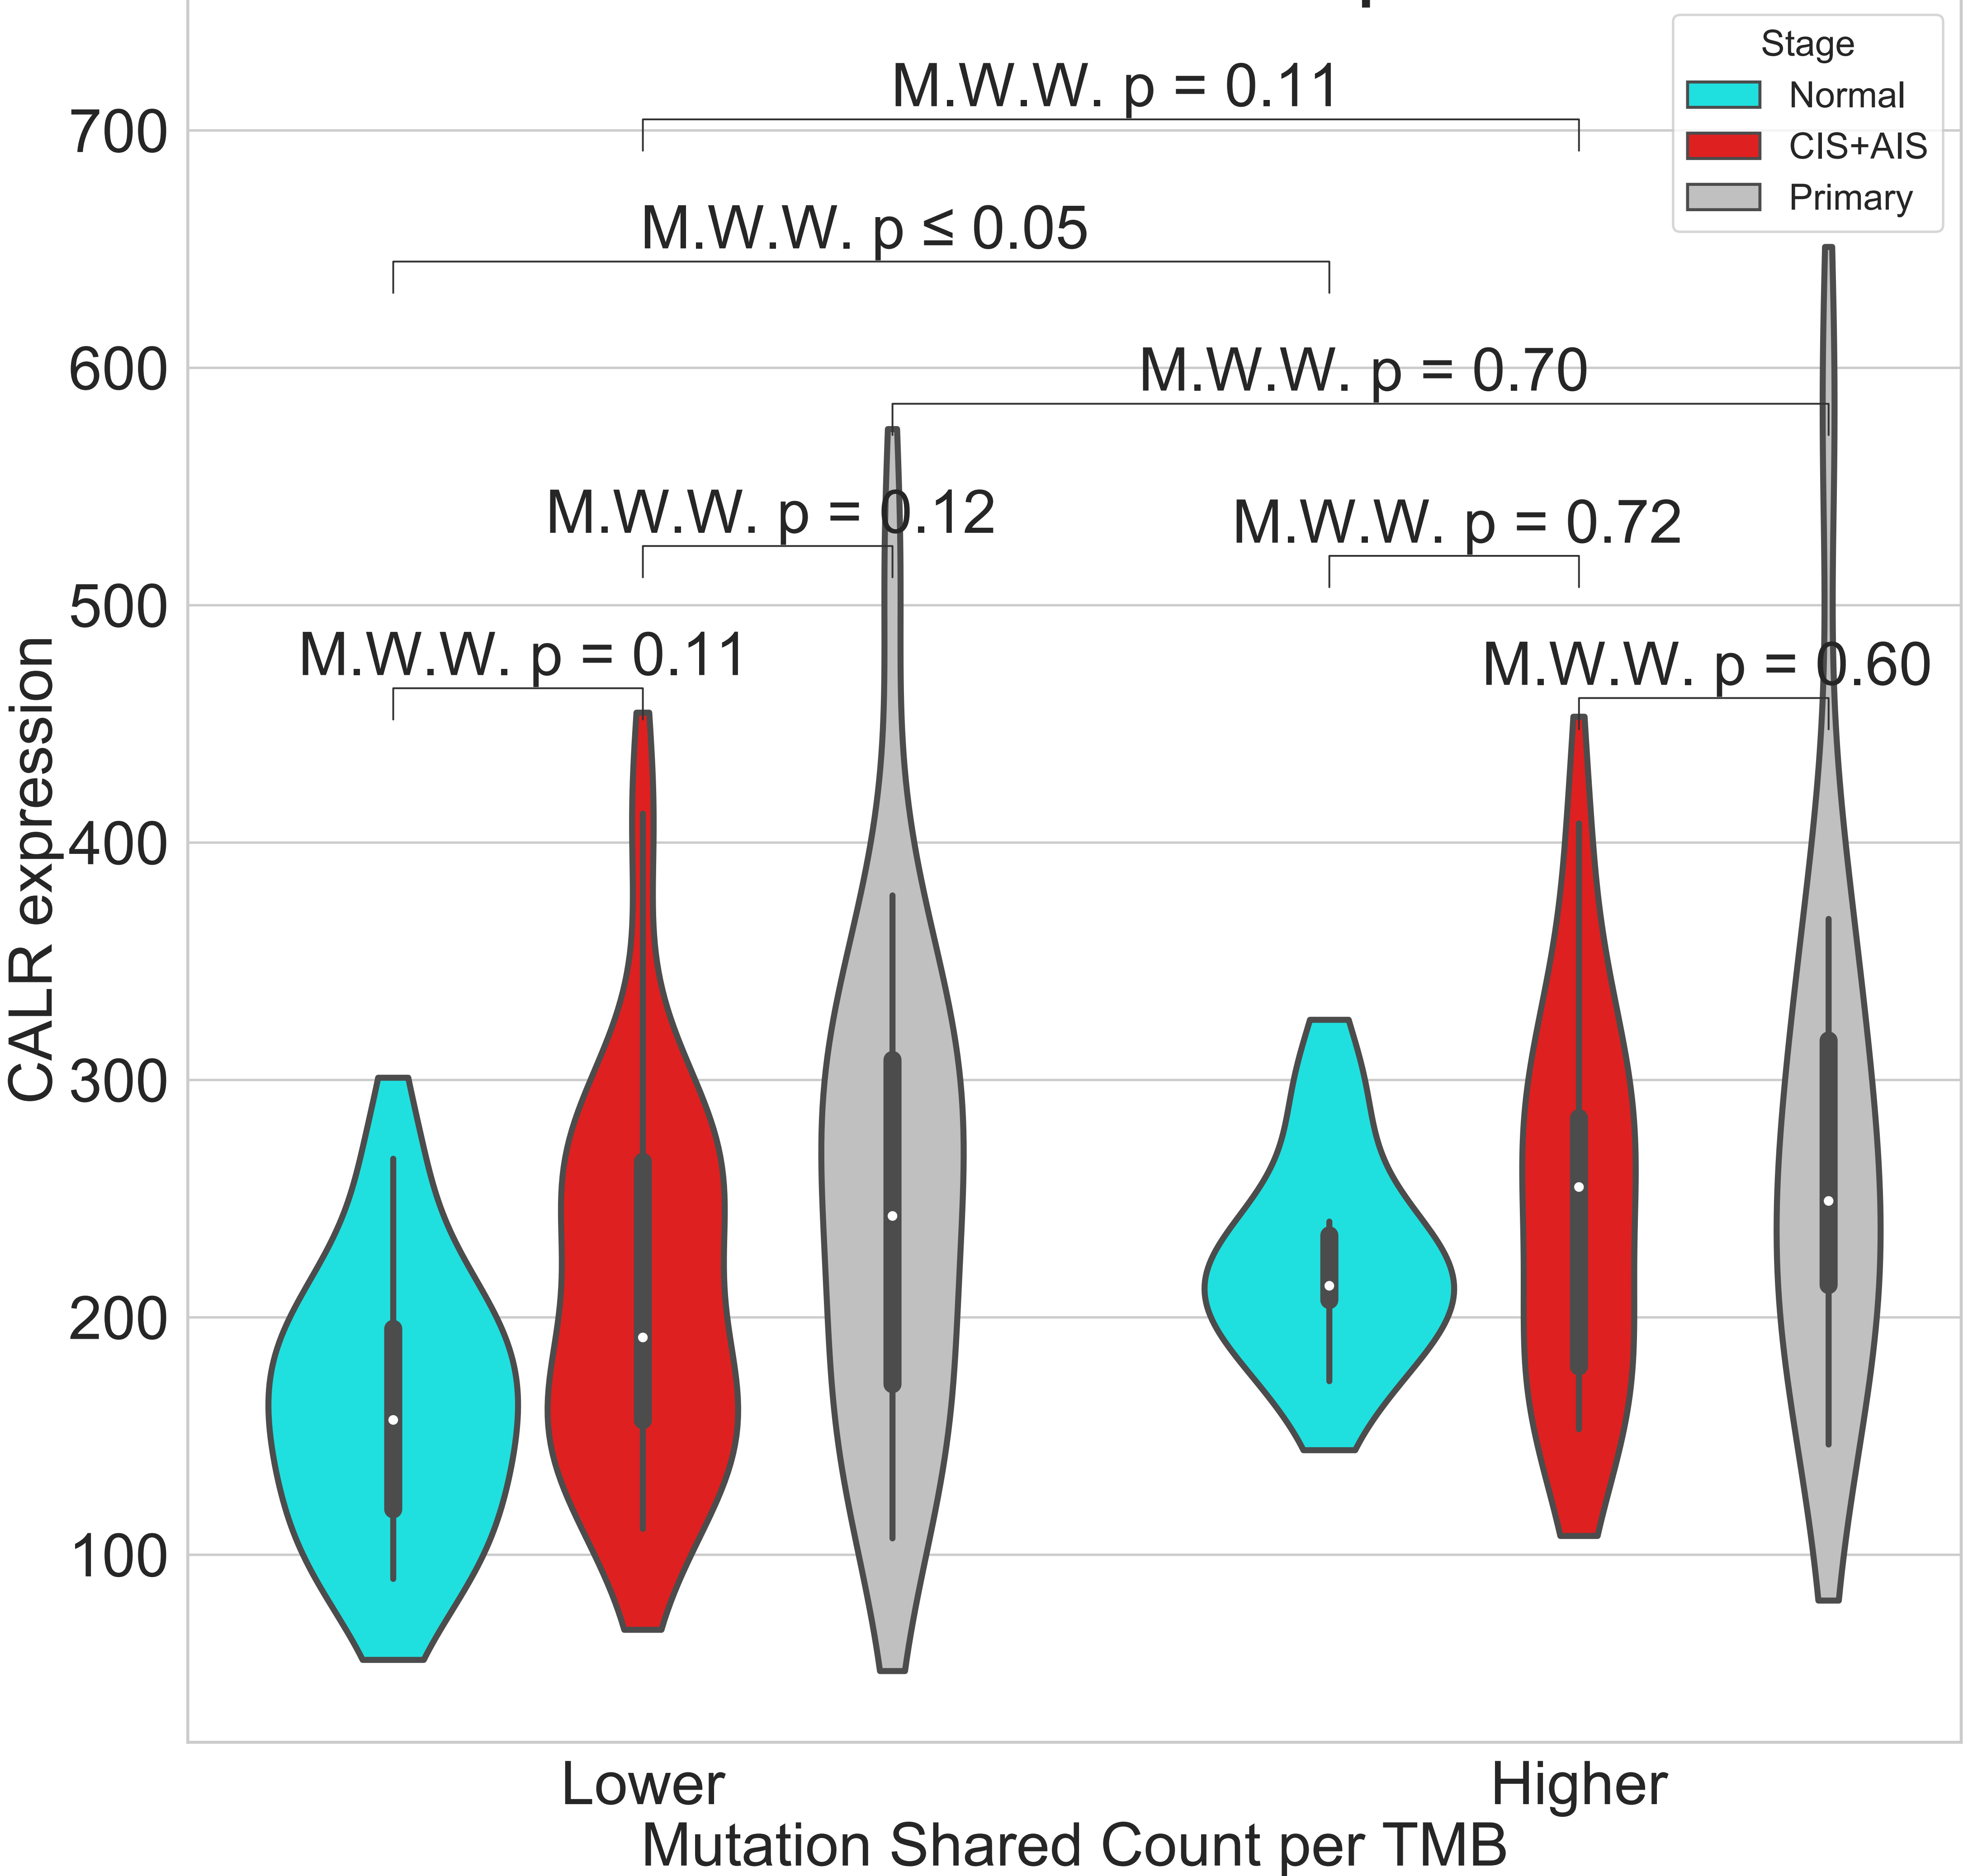 Stage
Normal
CIS+AIS
Primary
M.W.W. p = 0.11
M.W.W. p ≤ 0.05
M.W.W. p = 0.70
M.W.W. p = 0.12
M.W.W. p = 0.72
M.W.W. p = 0.11
M.W.W. p = 0.60
700
600
500
400
300
200
100
CALR expression
Lower
Higher
Mutation Shared Count per TMB